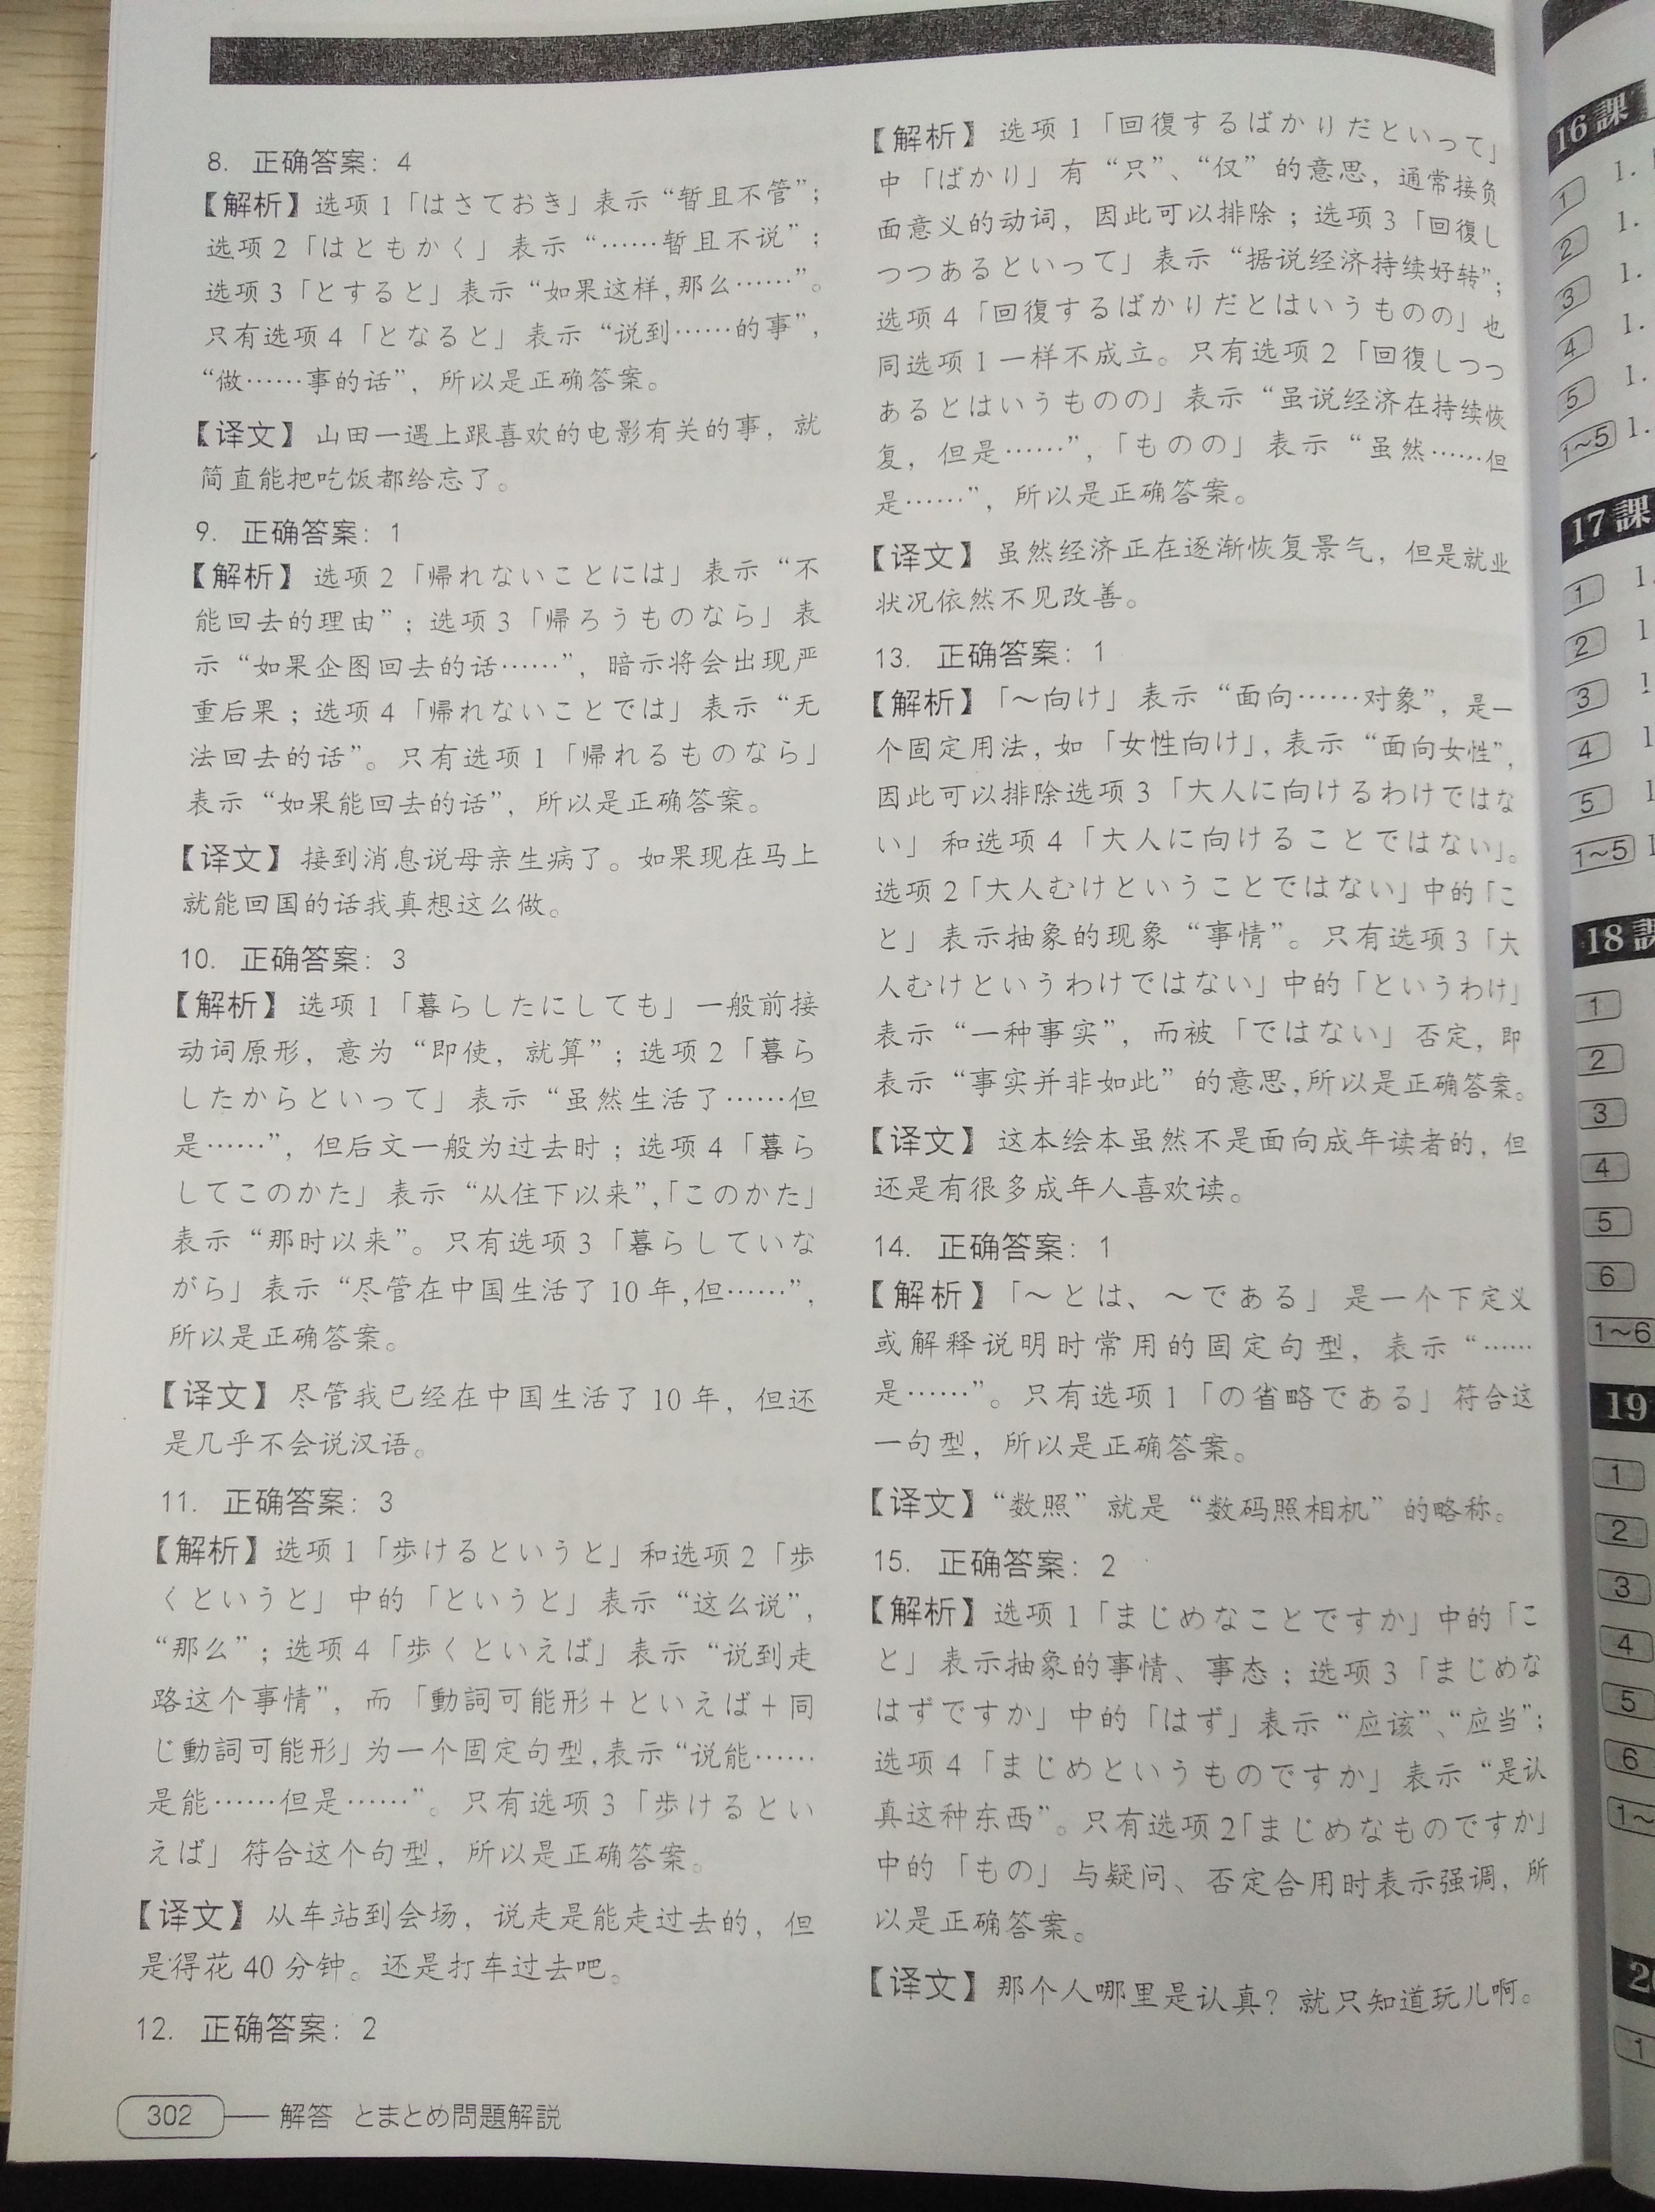 8. 正确答案：4
【解析】选项1「はさておき」表示“暂且不管”；
选项2「はともかく」表示“……暂且不说”；
选项3「とすると」表示“如果这样，那么……”。
只有选项4「となると」表示“说到……的事”，
“做……事的话”，所以是正确答案。
【译文】山田一遇上跟喜欢的电影有关的事，就
简直能把吃饭都给忘了。
9. 正确答案：1
【解析】选项2「帰れないことには」表示“不
能回去的理由”；选项3「帰ろうものなら」表
示“如果企图回去的话……”，暗示将会出现严
重后果；选项4「帰れないことでは」表示“无
法回去的话”。只有选项1「帰れるものなら」
表示“如果能回去的话”，所以是正确答案。
【译文】接到消息说母亲生病了。如果现在马上
就能回国的话我真想这么做。
10. 正确答案：3
【解析】选项1「暮らしたにしても」一般前接
动词原形，意为“即使，就算”；选项2「暮ら
したからといって」表示“虽然生活了……但
是……”，但后文一般为过去时；选项4「暮ら
してこのかた」表示“从住下以来”，「このかた」
表示“那时以来”。只有选项3「暮らしていな
がら」表示“尽管在中国生活了10年，但……”，
所以是正确答案。
【译文】尽管我已经在中国生活了10年，但还
是几乎不会说汉语。
11. 正确答案：3
【解析】选项1「歩けるというと」和选项2「歩
くというと」中的「というと」表示“这么说”，
“那么”；选项4「歩くといえば」表示“说到走
路这个事情”，而「動詞可能形＋といえば＋同
じ動詞可能形」为一个固定句型，表示“说能……
是能……但是……”。只有选项3「歩けるとい
えば」符合这个句型，所以是正确答案。
【译文】从车站到会场，说走是能走过去的，但
是得花40分钟。还是打车过去吧。
12. 正确答案：2
302 解答 とまとめ問題解説
【解析】选项1「回復するばかりだといって」
中「ばかり」有“只”、“仅”的意思，通常接负
面意义的动词，因此可以排除；选项3「回復し
つつあるといって」表示“据说经济持续好转”；
选项4「回復するばかりだとはいうものの」也
同选项1一样不成立。只有选项2「回復しつつ
あるとはいうものの」表示“虽说经济在持续恢
复，但是……”，「ものの」表示“虽然……但
是……”，所以是正确答案。
【译文】虽然经济正在逐渐恢复景气，但是就业
状况依然不见改善。
13. 正确答案：1
【解析】「～向け」表示“面向……对象”，是一
个固定用法，如「女性向け」，表示“面向女性”，
因此可以排除选项3「大人に向けるわけではな
い」和选项4「大人に向けることではない」。
选项2「大人むけということではない」中的「こ
と」表示抽象的现象“事情”。只有选项3「大
人むけというわけではない」中的「というわけ」
表示“一种事实”，而被「ではない」否定，即
表示“事实并非如此”的意思，所以是正确答案。
【译文】这本绘本虽然不是面向成年读者的，但
还是有很多成年人喜欢读。
14. 正确答案：1
【解析】「～とは、～である」是一个下定义
或解释说明时常用的固定句型，表示“……
是……”。只有选项1「の省略である」符合这
一句型，所以是正确答案。
【译文】“数照”就是“数码照相机”的略称。
15. 正确答案：2
【解析】选项1「まじめなことですか」中的「こ
と」表示抽象的事情、事态；选项3「まじめな
はずですか」中的「はず」表示“应该”、“应当”；
选项4「まじめというものですか」表示“是认
真这种东西”。只有选项2「まじめなものですか」
中的「もの」与疑问、否定合用时表示强调，所
以是正确答案。
【译文】那个人哪里是认真？就只知道玩儿啊。
16課
1 1.
2 1.
3 1.
4 1.
5 1.
1～5 1.
17課
1 1.
2 1
3 1
4 1
5 1
1～5 1
18
1
2
3
4
5
6
1～6
19
1
2
3
4
5
6
1～
1